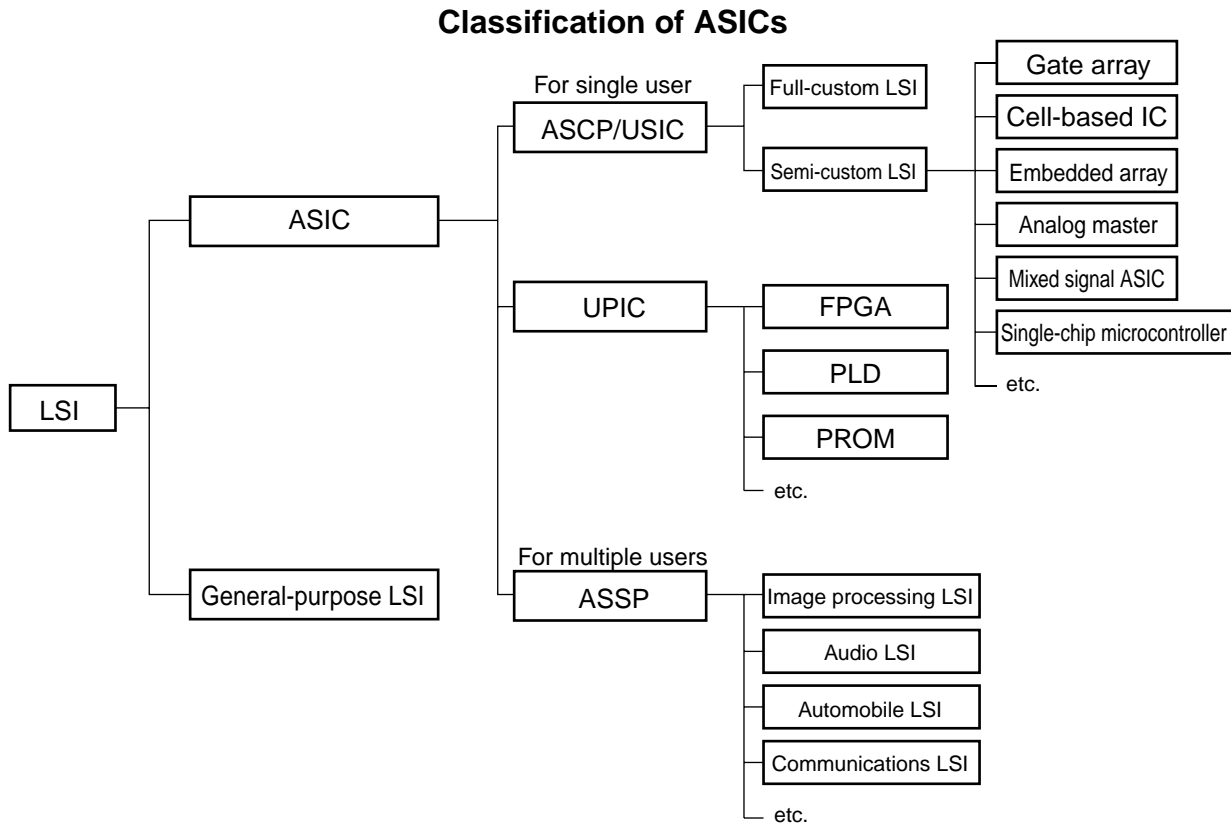 Classification of ASICs
LSI
ASIC
General-purpose LSI
For single user
ASCP/USIC
UPIC
For multiple users
ASSP
Full-custom LSI
Semi-custom LSI
Gate array
Cell-based IC
Embedded array
Analog master
Mixed signal ASIC
Single-chip microcontroller
etc.
FPGA
PLD
PROM
etc.
Image processing LSI
Audio LSI
Automobile LSI
Communications LSI
etc.